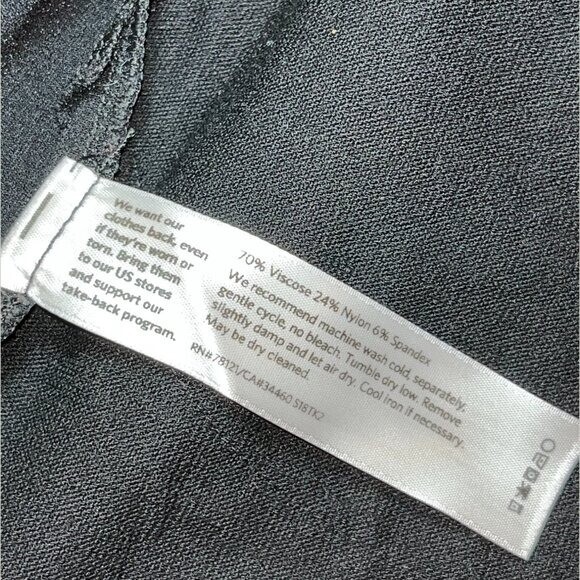 We want our
clothes back, even
if they're worn or
torn. Bring them
to our US stores
and support our
take-back program.
70% Viscose 24% Nylon 6% Spandex
We recommend machine wash cold, separately,
gentle cycle, no bleach. Tumble dry low. Remove
slightly damp and let air dry. Cool iron if necessary.
May be dry cleaned.
RN#78121/CA#34460 S18TK2